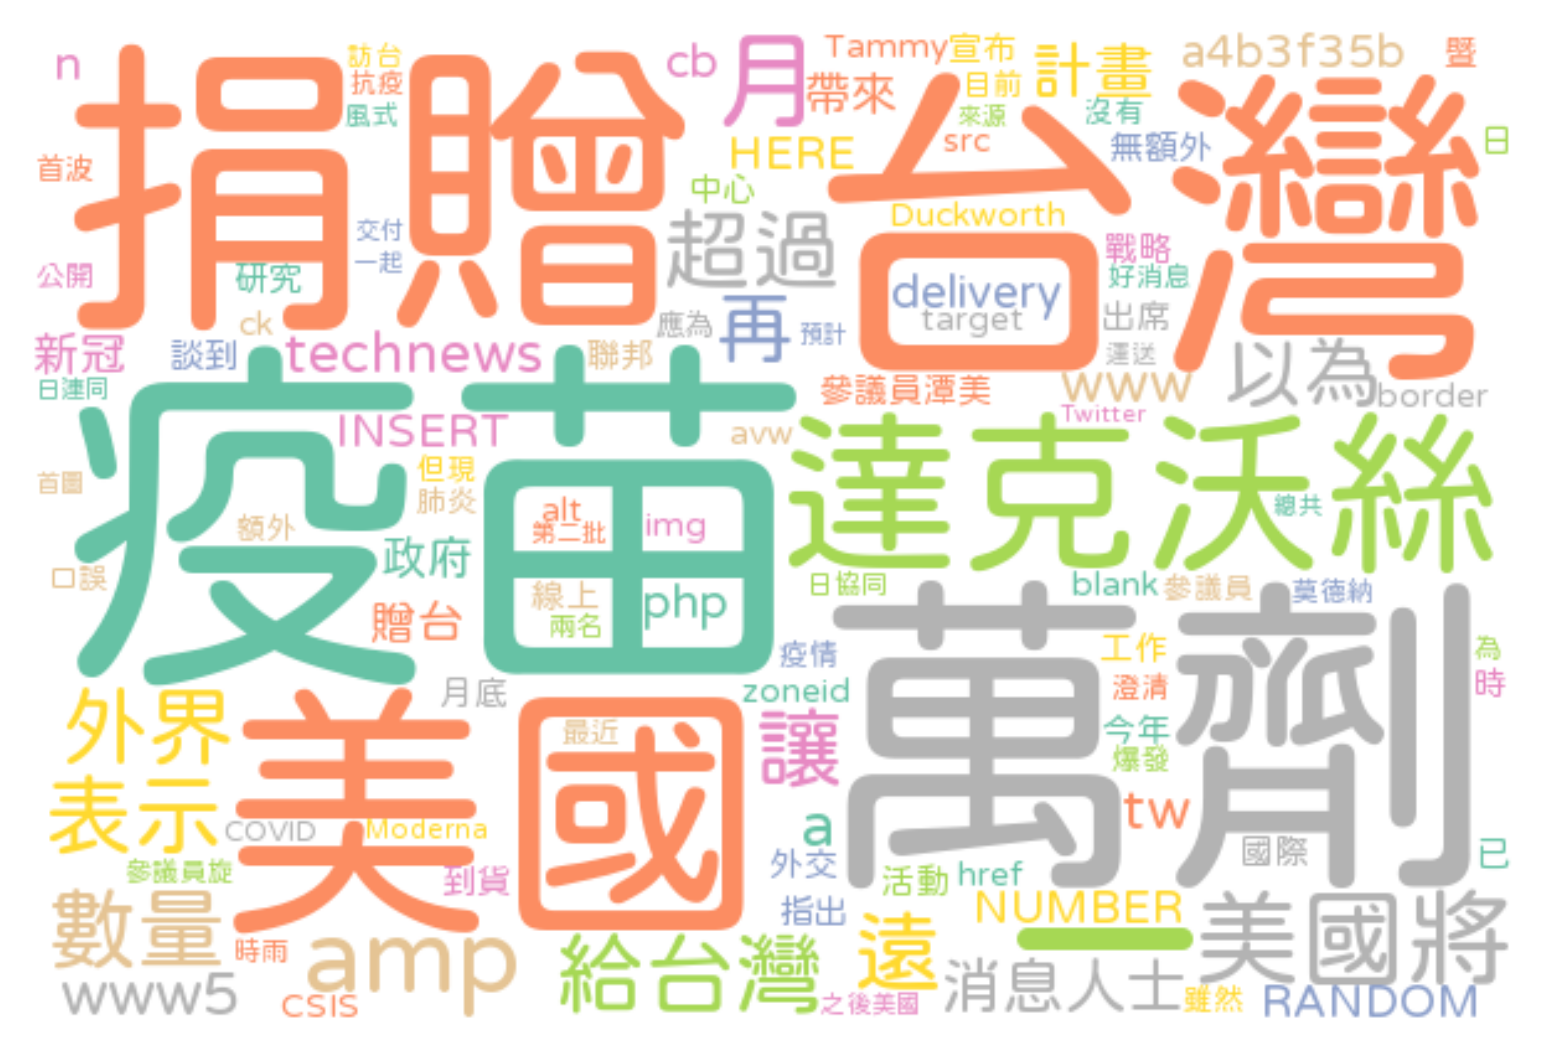 n
訪台
抗疫
風式
捐贈
cb
月
Tammy
宣布
目前
計畫
a4b3f35b
暨
帶來
來源
沒有
台灣
HERE
src
無額外
日
首波
中心
Duckworth
交付
一起
超過
戰略
好消息
公開
研究
delivery
target
出席
ck
應為
再
預計
新冠
談到
technews
聯邦
運送
以為
日漣同
參議員潭美
www
border
INSERT
Twitter
疫苗
avw
達克沃絲
但現
肺炎
首圖
額外
alt
第二批
img
總共
政府
口誤
線上
兩名
php
日協同
blank
參議員
莫德納
贈台
疫情
萬劑
工作
為
澄清
時
月底
zoneid
外界
美國
最近
讓
今年
爆發
表示
COVID
Moderna
a
tw
參議員旋
到貨
外交
活動
href
國際
已
數量
指出
NUMBER
一
美國將
時雨
amp
給台灣
遠
消息人士
www5
CSIS
之後美國
雖然
RANDOM